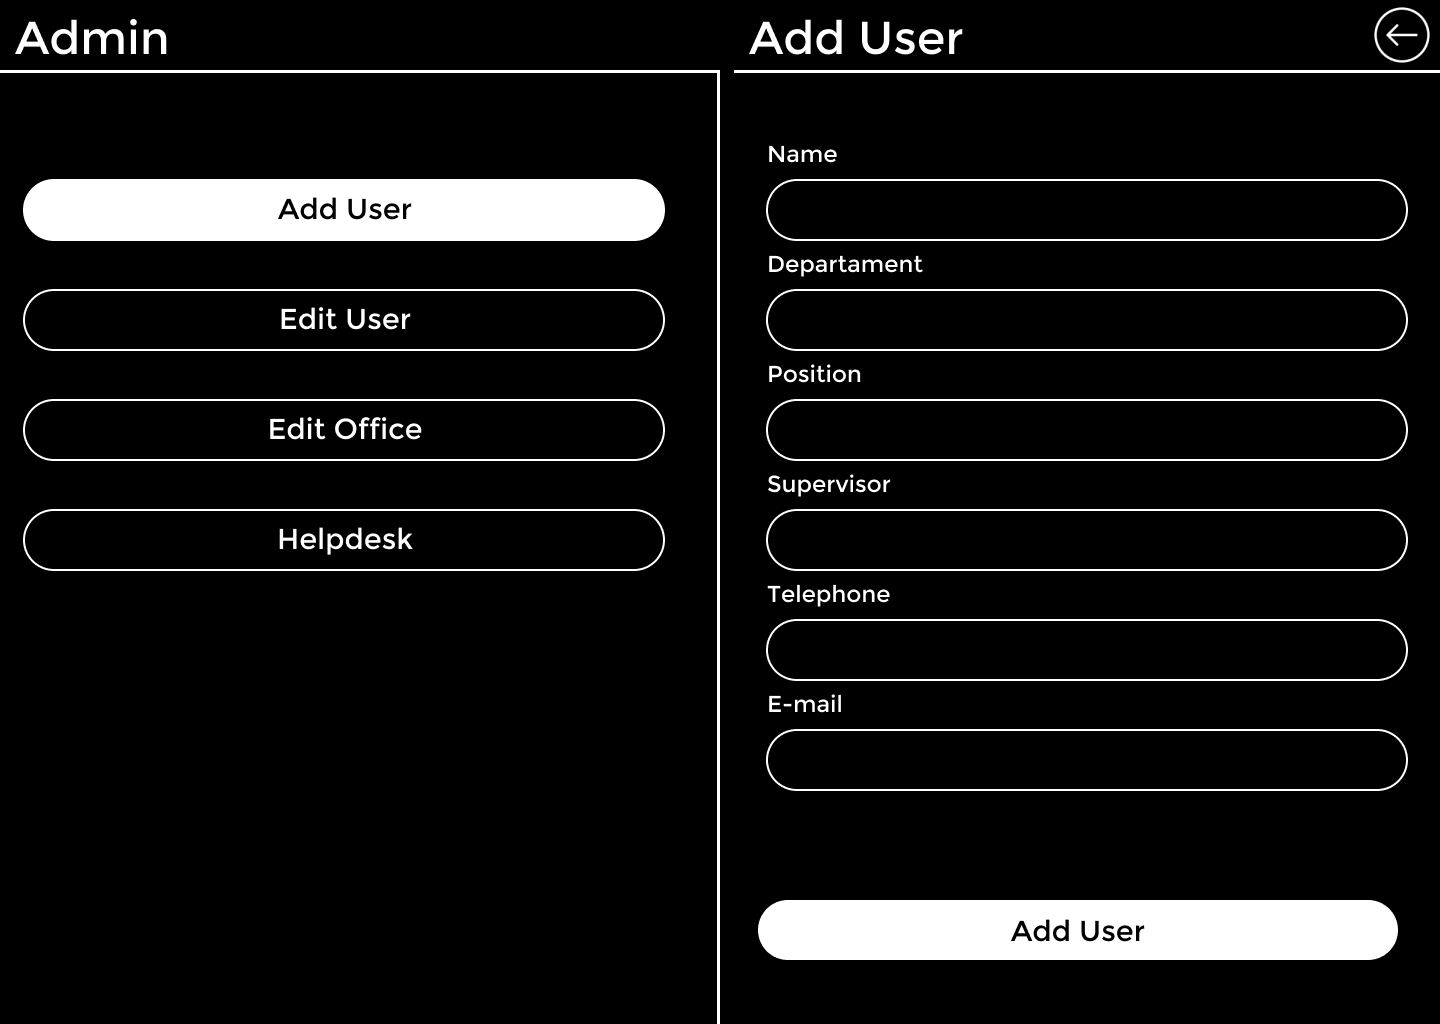 Admin
Add User
Edit User
Edit Office
Helpdesk
Add User
Name
Departament
Position
Supervisor
Telephone
E-mail
Add User